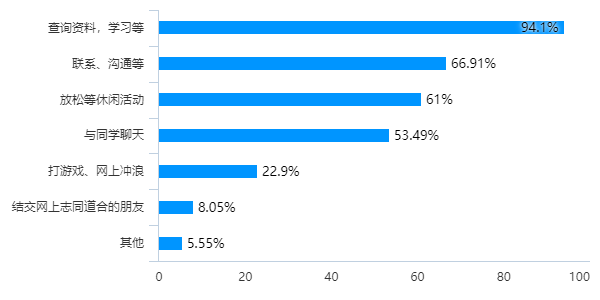 查询资料，学习等 94.1%
联系、沟通等 66.91%
放松等休闲活动 61%
与同学聊天 53.49%
打游戏、网上冲浪 22.9%
结交网上志同道合的朋友 8.05%
其他 5.55%
0 20 40 60 80 100